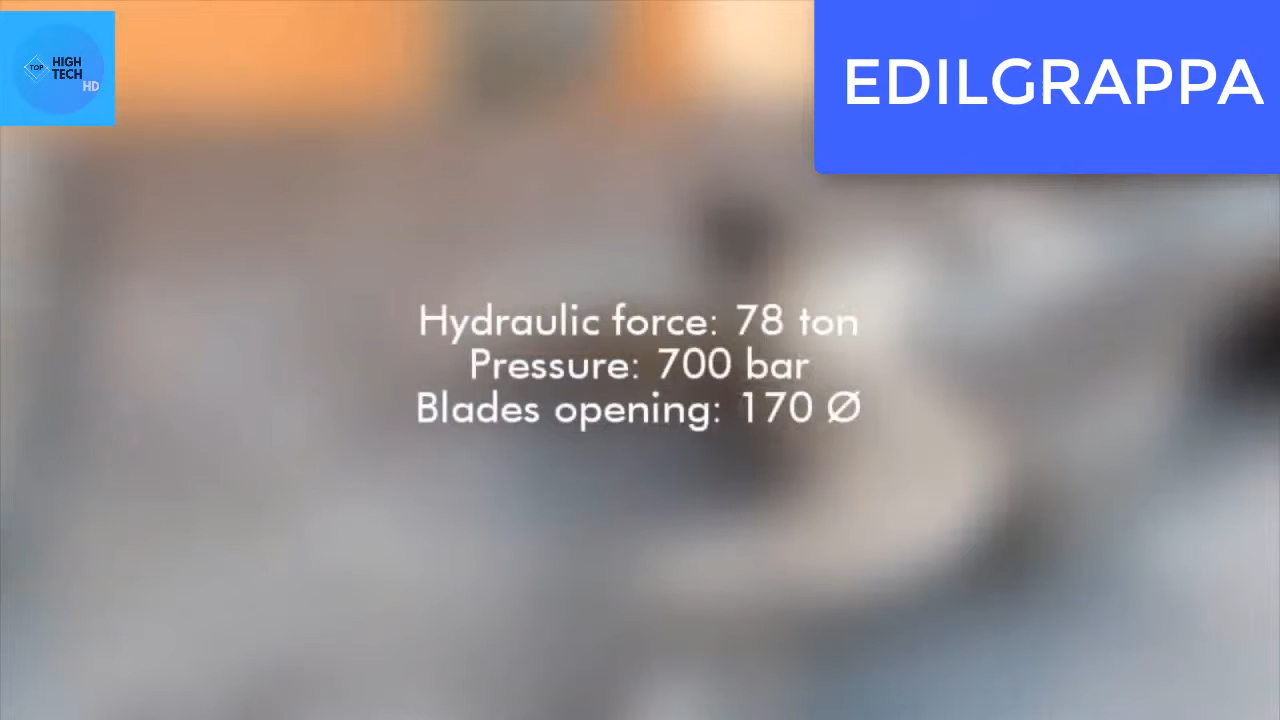 TOP
HIGH
TECH
HD
EDILGRAPPA
Hydraulic force: 78 ton
Pressure: 700 bar
Blades opening: 170 Ø